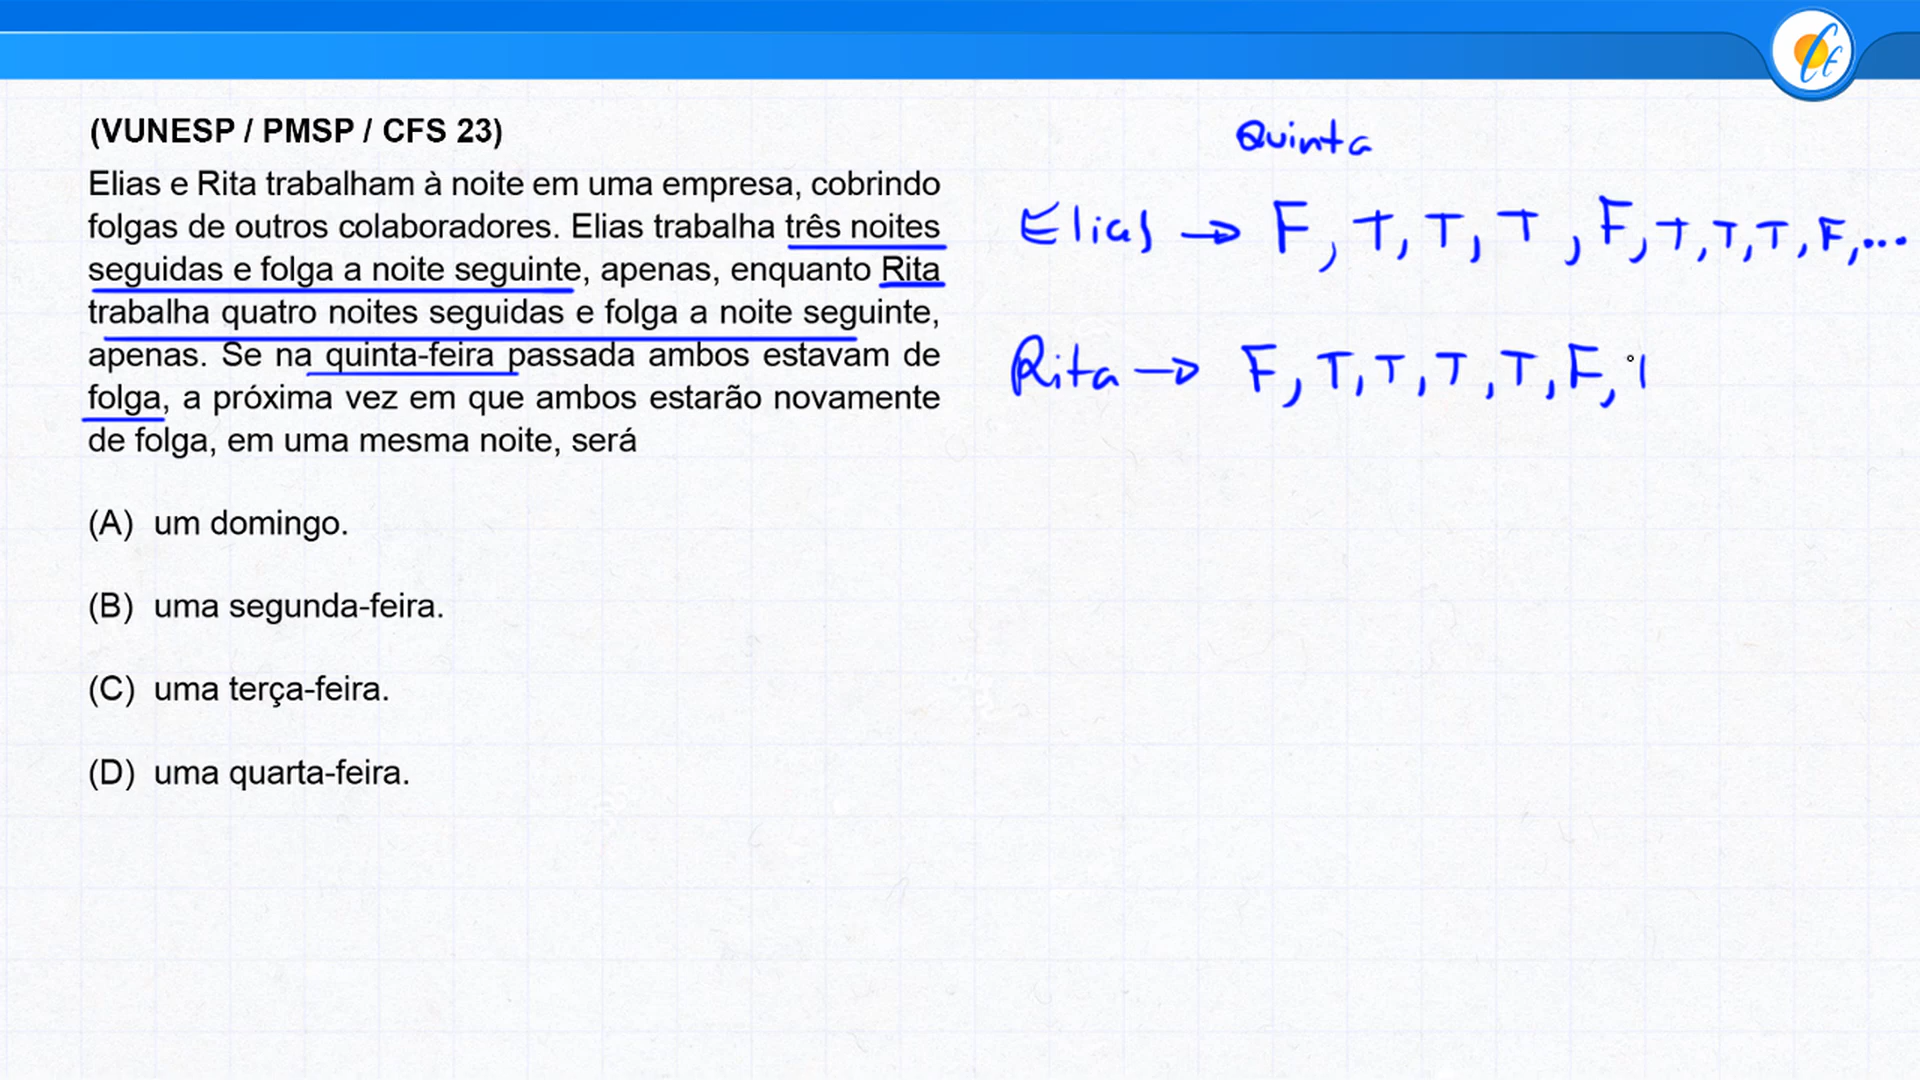 (VUNESP / PMSP / CFS 23)
Elias e Rita trabalham à noite em uma empresa, cobrindo
folgas de outros colaboradores. Elias trabalha três noites
seguidas e folga a noite seguinte, apenas, enquanto Rita
trabalha quatro noites seguidas e folga a noite seguinte,
apenas. Se na quinta-feira passada ambos estavam de
folga, a próxima vez em que ambos estarão novamente
de folga, em uma mesma noite, será
(A) um domingo.
(B) uma segunda-feira.
(C) uma terça-feira.
(D) uma quarta-feira.
Quinta
Elias → F, T, T, T, F, T, T, T, F, ...
Rita → F, T, T, T, T, F,